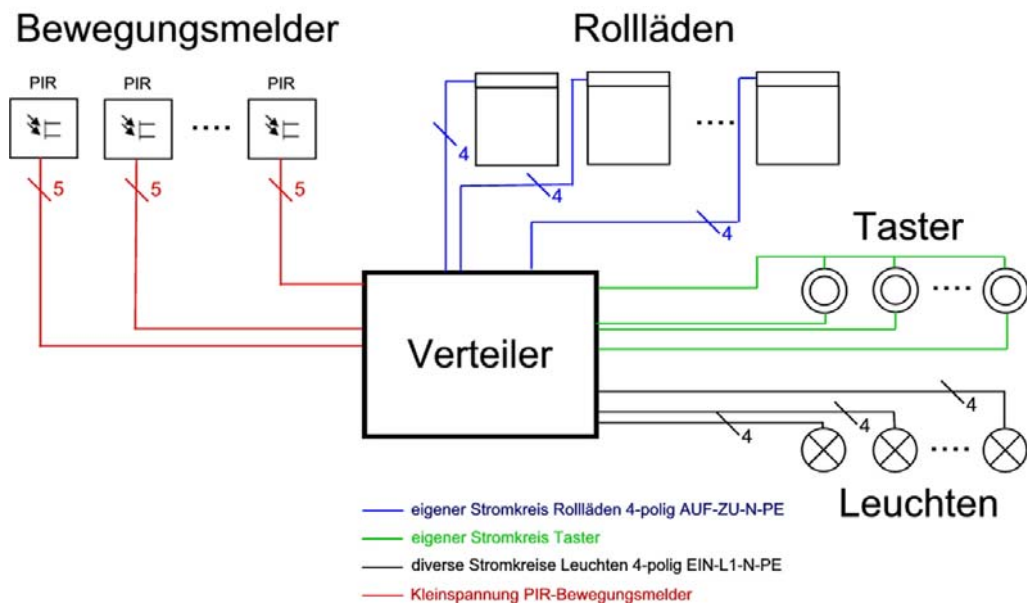 Bewegungsmelder
Rollläden
PIR
PIR
PIR
....
....
4
5
5
5
4
4
Taster
....
Verteiler
4
4
4
....
Leuchten
eigener Stromkreis Rollläden 4-polig AUF-ZU-N-PE
eigener Stromkreis Taster
diverse Stromkreise Leuchten 4-polig EIN-L1-N-PE
Kleinspannung PIR-Bewegungsmelder